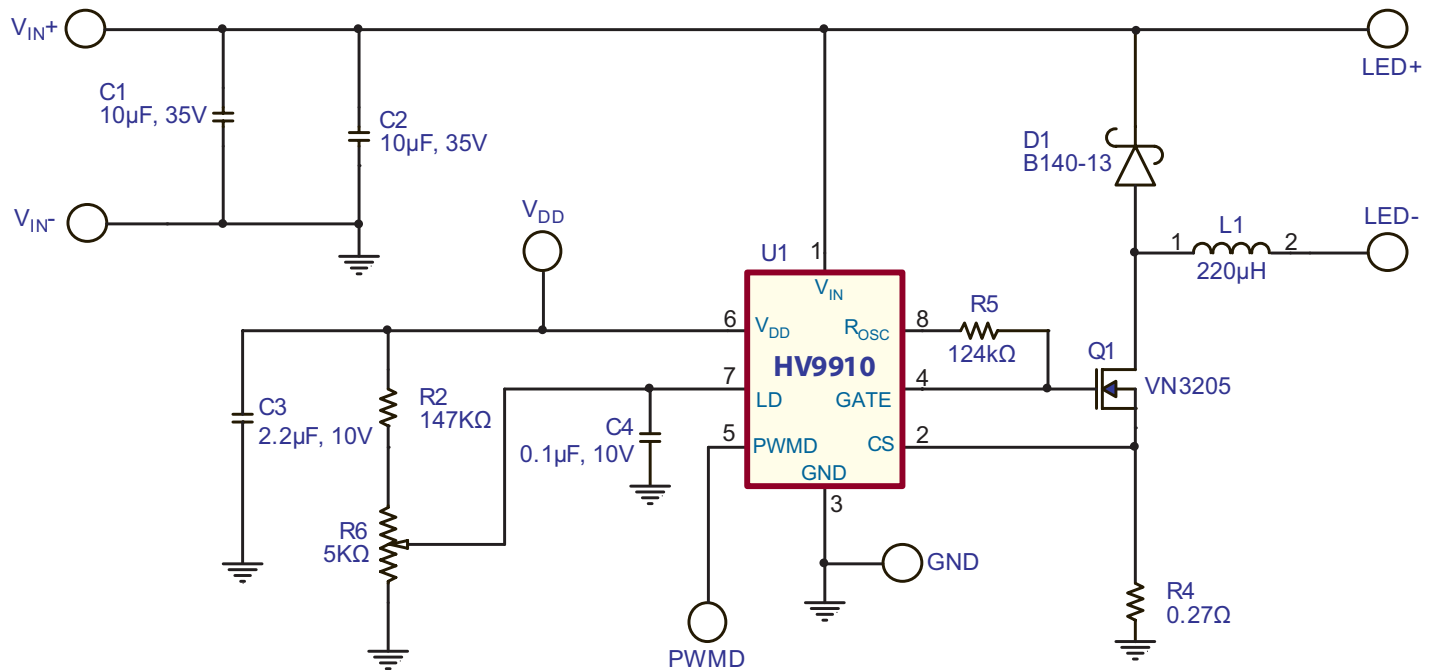 VIN+
LED+
C1
10µF, 35V
C2
10µF, 35V
D1
B140-13
VIN-
VDD
LED-
1
L1
2
220µH
U1
1
VIN
6
VDD
ROSC
8
R5
124kΩ
HV9910
Q1
VN3205
7
LD
GATE
4
R2
147KΩ
C3
2.2µF, 10V
C4
0.1µF, 10V
5
PWMD
CS
2
GND
3
R6
5KΩ
GND
R4
0.27Ω
PWMD